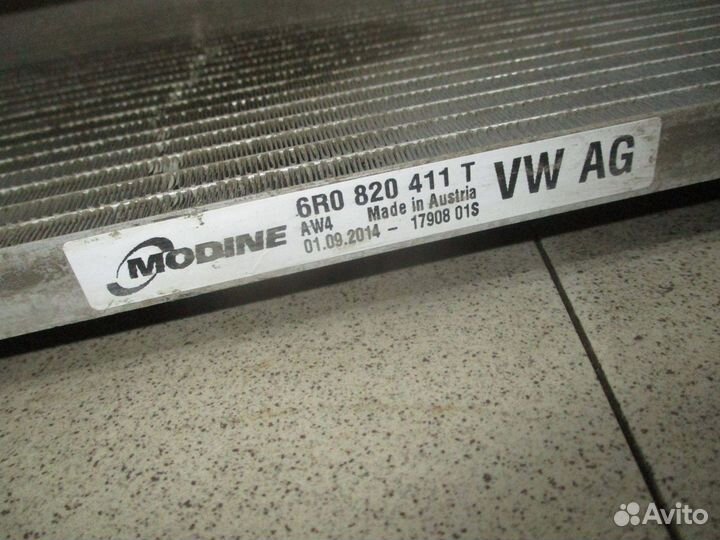 MODINE
6R0 820 411 T
AW4 Made in Austria
01.09.2014 - 17908 01S
VW AG
Avito